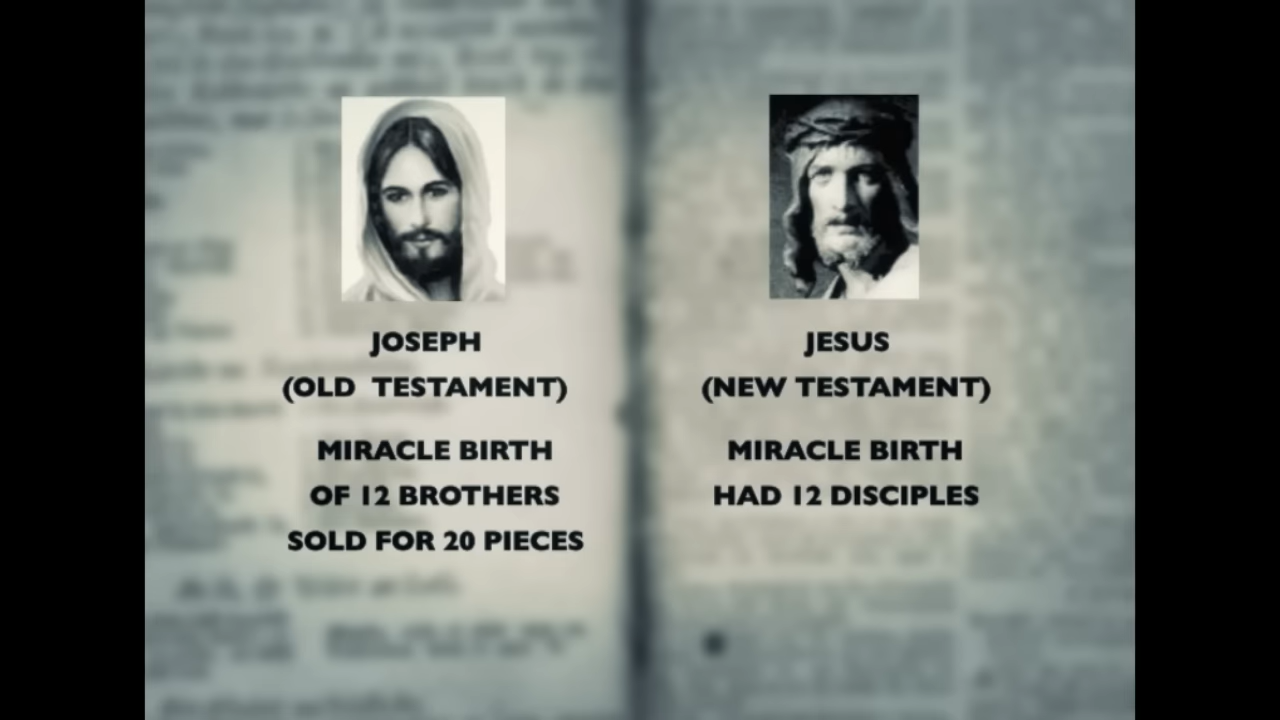 JOSEPH
(OLD TESTAMENT)
MIRACLE BIRTH
OF 12 BROTHERS
SOLD FOR 20 PIECES
JESUS
(NEW TESTAMENT)
MIRACLE BIRTH
HAD 12 DISCIPLES